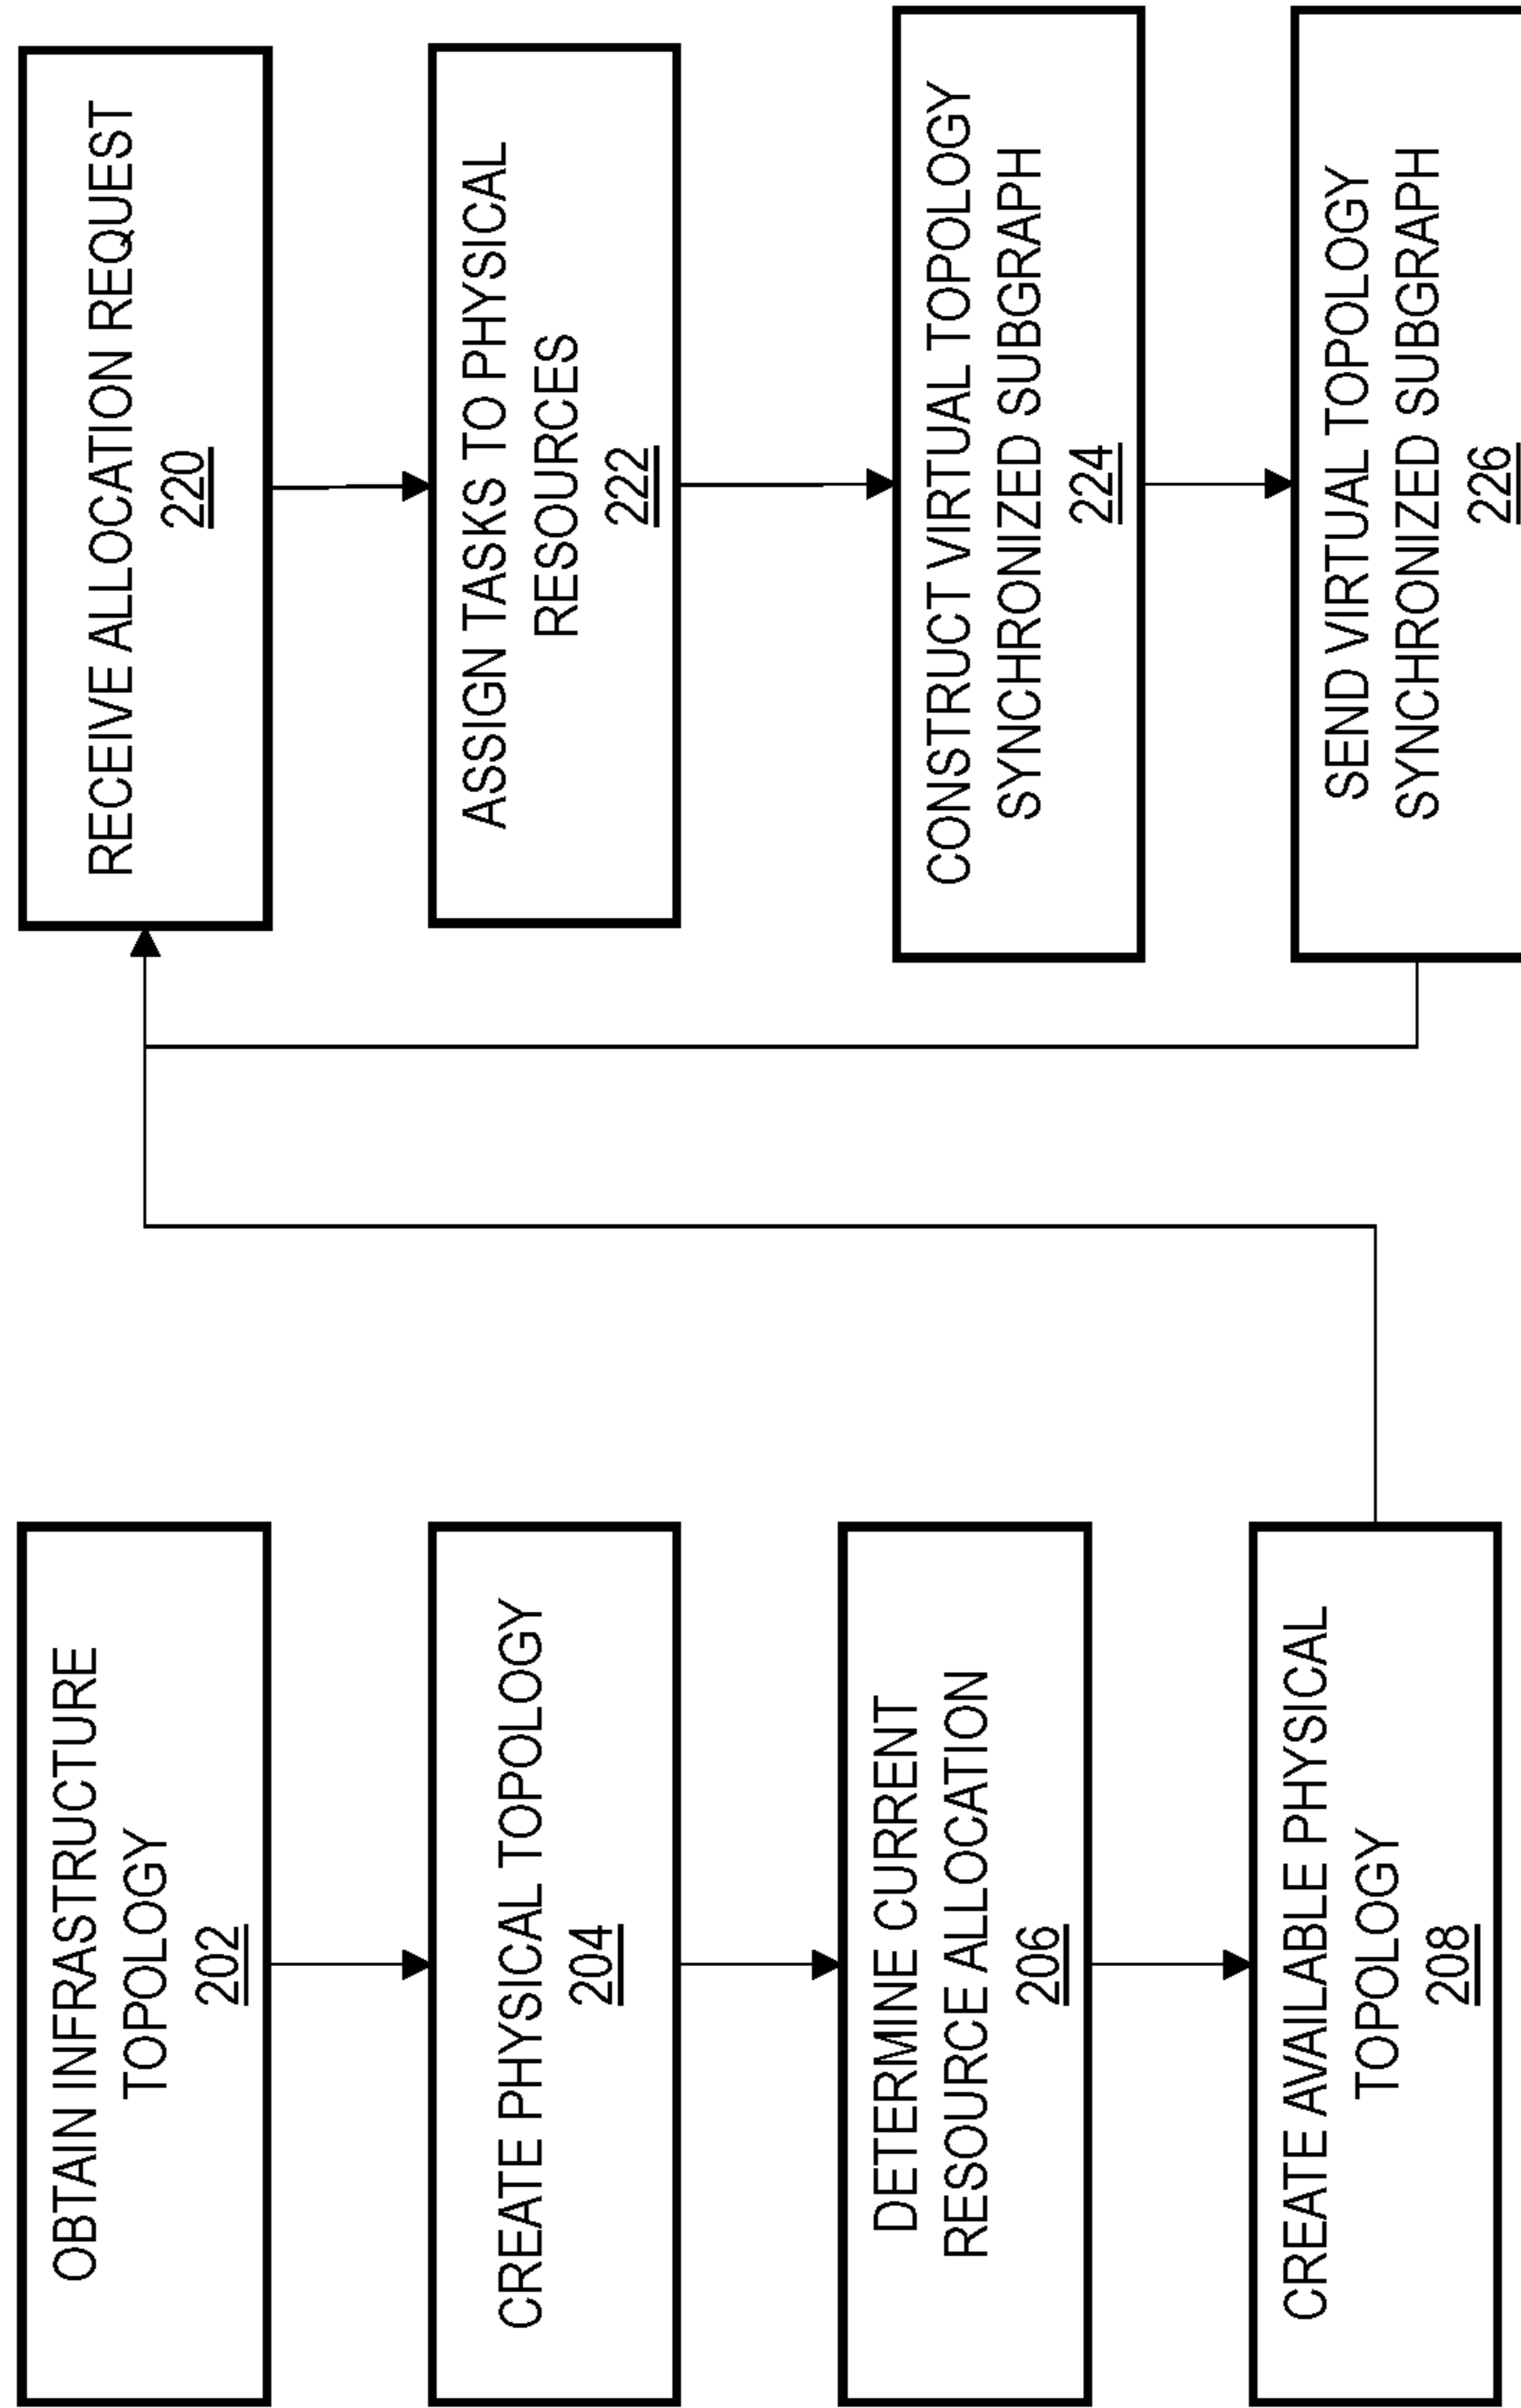 OBTAIN INFRASTRUCTURE
TOPOLOGY
202
CREATE PHYSICAL TOPOLOGY
204
DETERMINE CURRENT
RESOURCE ALLOCATION
206
CREATE AVAILABLE PHYSICAL
TOPOLOGY
208
RECEIVE ALLOCATION REQUEST
220
ASSIGN TASKS TO PHYSICAL
RESOURCES
222
CONSTRUCT VIRTUAL TOPOLOGY
SYNCHRONIZED SUBGRAPH
224
SEND VIRTUAL TOPOLOGY
SYNCHRONIZED SUBGRAPH
226